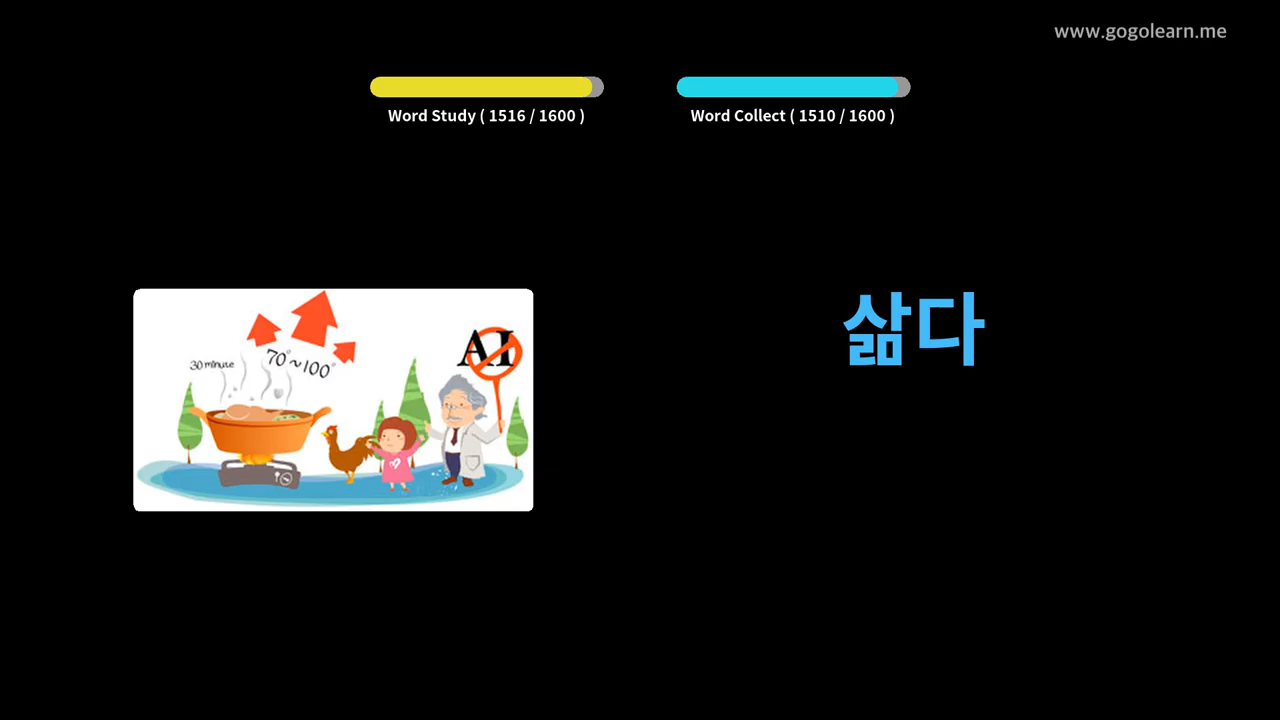 www.gogolearn.me
Word Study ( 1516 / 1600 )
Word Collect ( 1510 / 1600 )
30 minute
70°~100°
AI
삶다